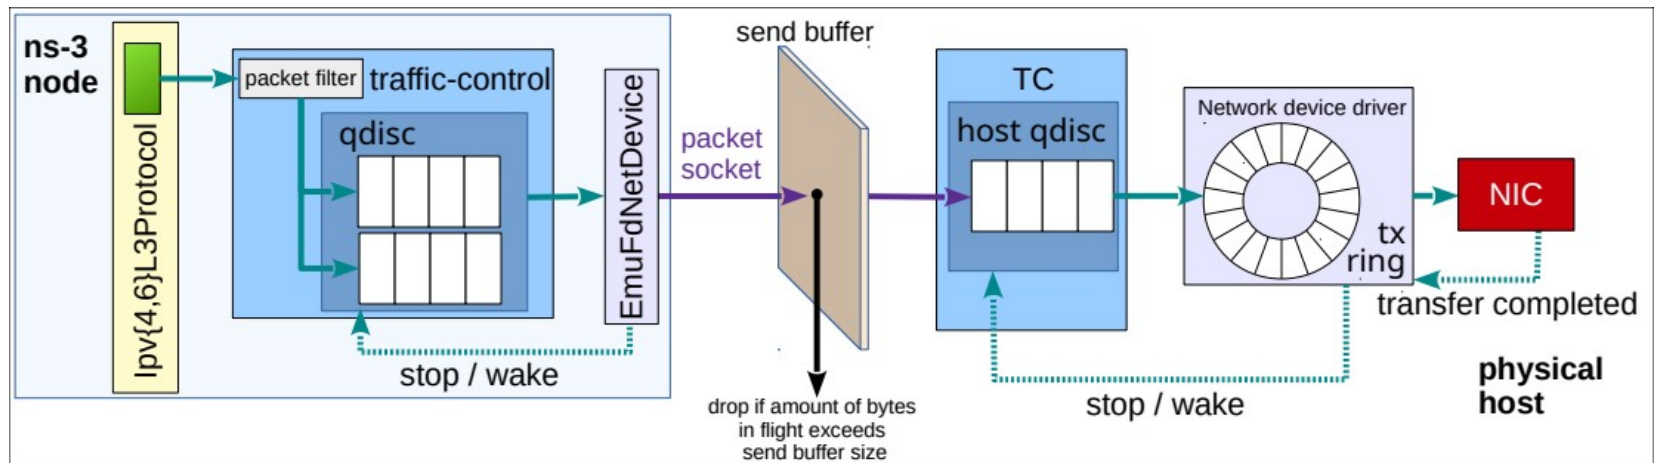 ns-3
node
Ipv{4,6}L3Protocol
packet filter
traffic-control
qdisc
EmuFdNetDevice
stop / wake
packet
socket
send buffer
drop if amount of bytes
in flight exceeds
send buffer size
TC
host qdisc
stop / wake
Network device driver
tx
ring
NIC
transfer completed
physical
host